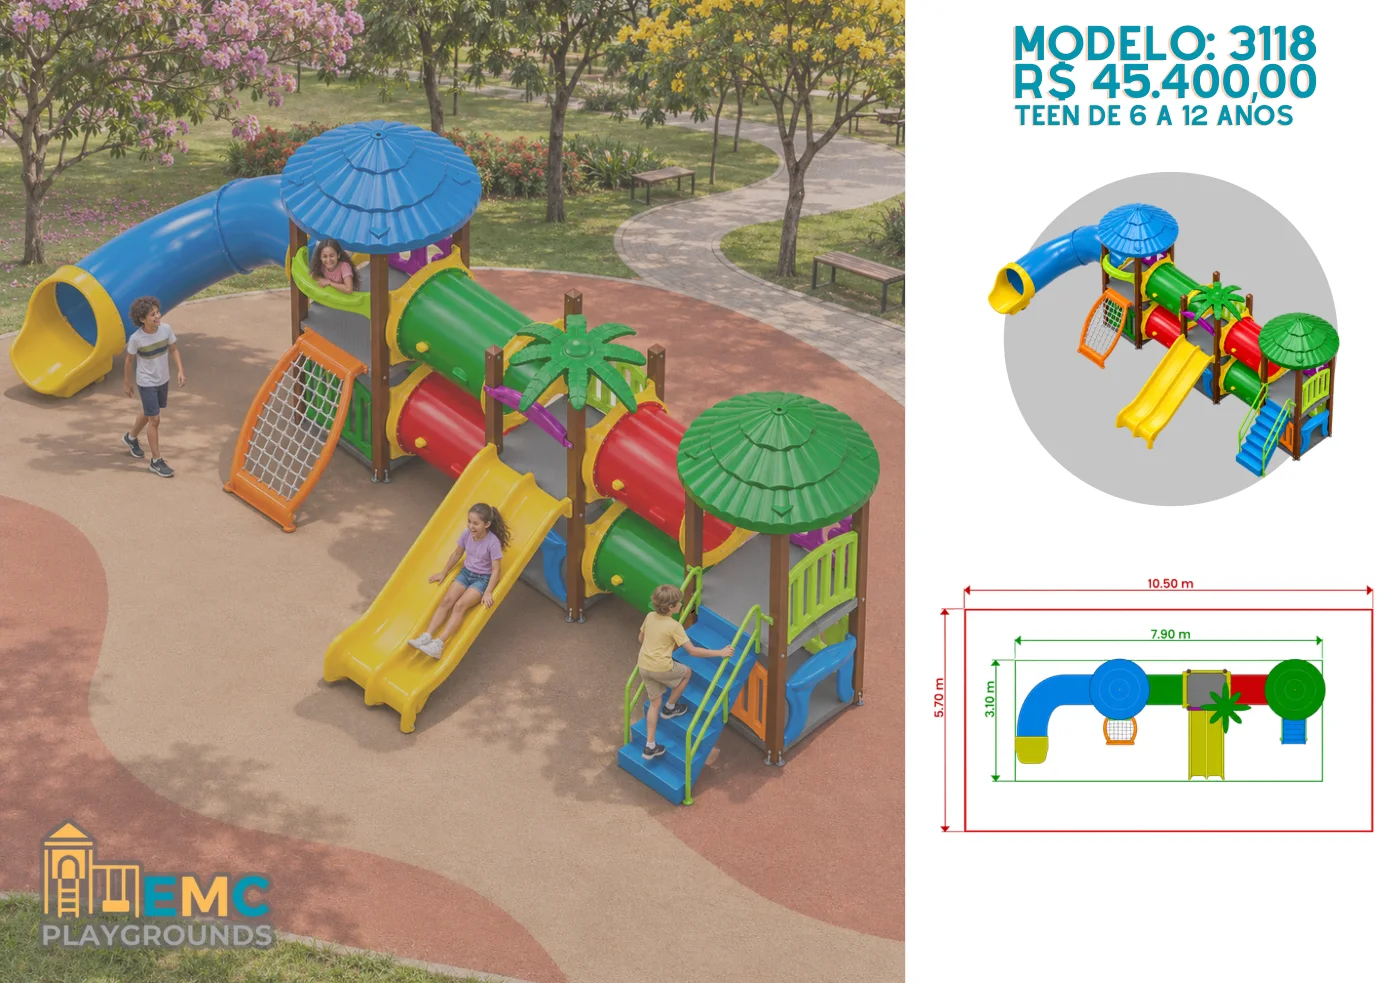 MODELO: 3118
R$ 45.400,00
TEEN DE 6 A 12 ANOS
10.50 m
7.90 m
5.70 m
3.10 m
EMC
PLAYGROUNDS